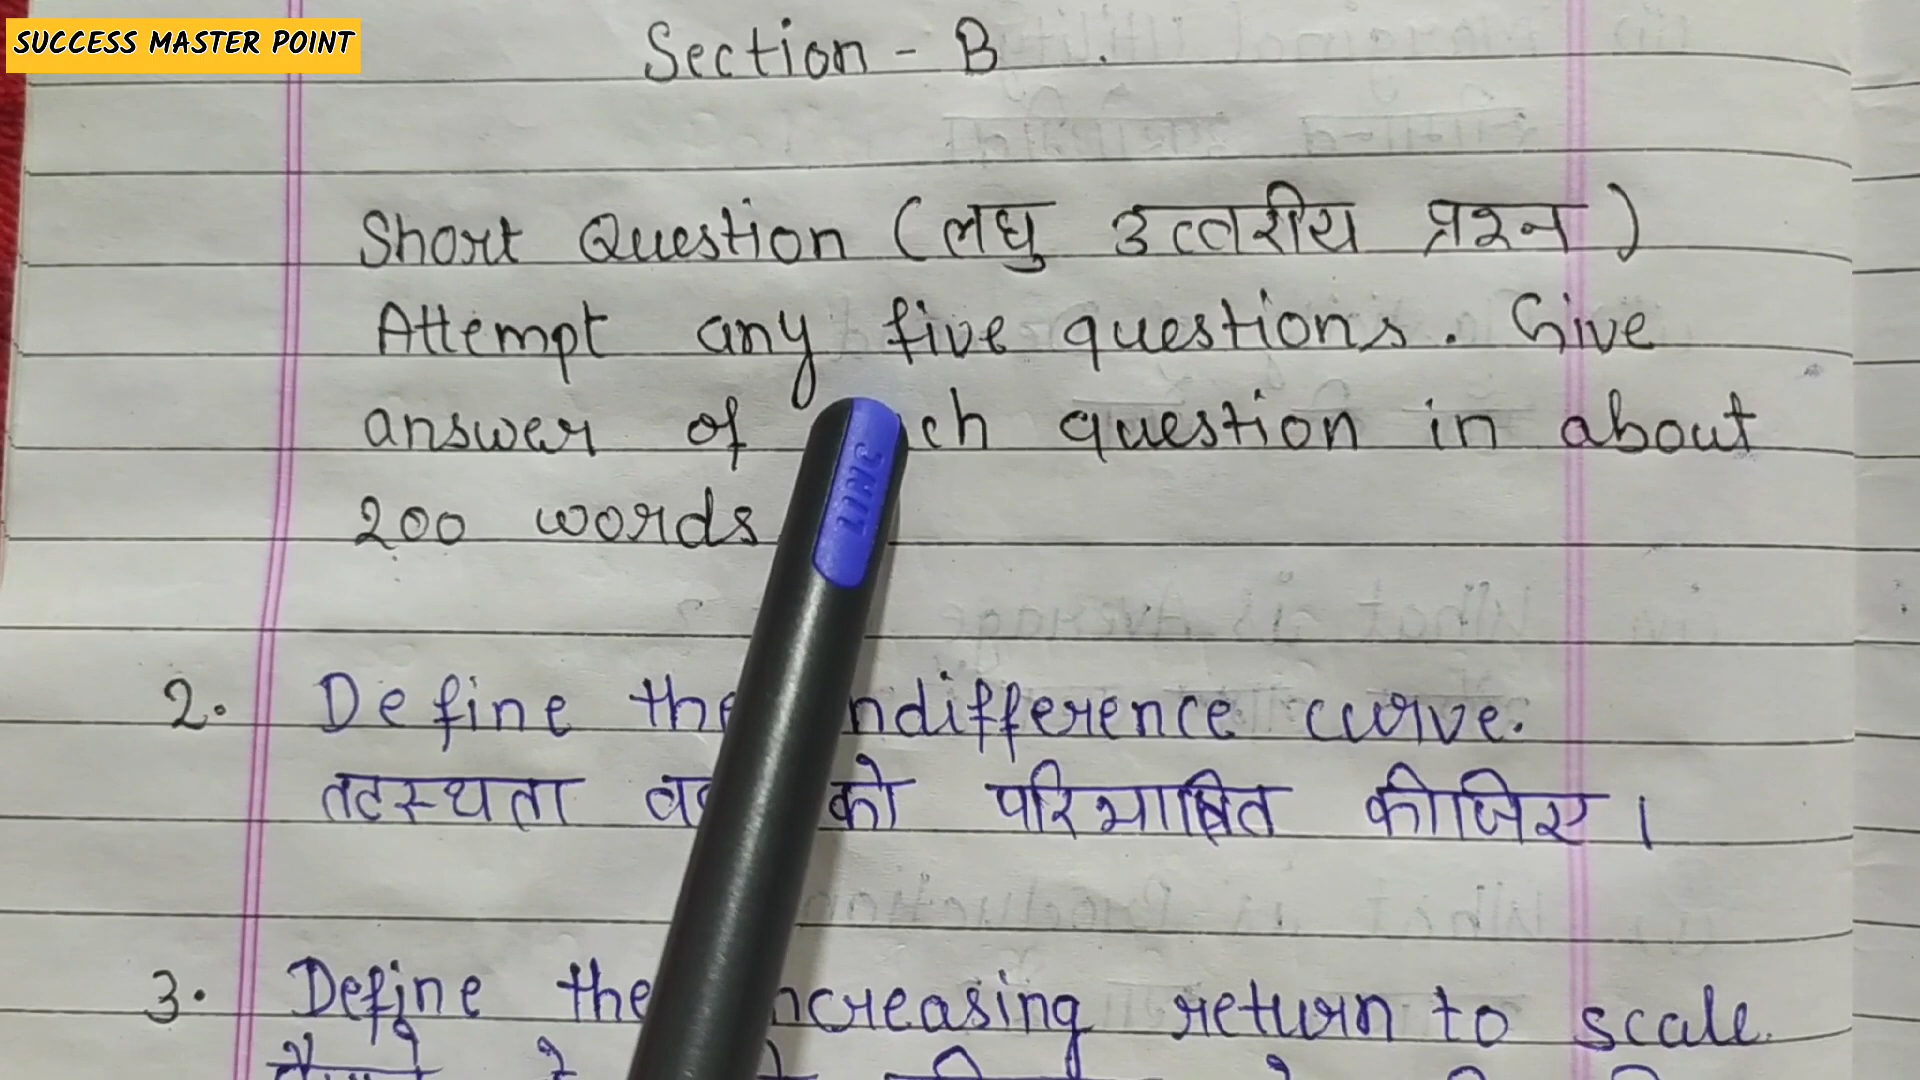 SUCCESS MASTER POINT
Section - B
Short Question (लघु उत्तरीय प्रश्न)
Attempt any five questions. Give
answer of ch question in about
200 words
2. Define the ndifference curve.
तटस्थता व को परिभाषित कीजिए।
3. Define the ncreasing return to scale.